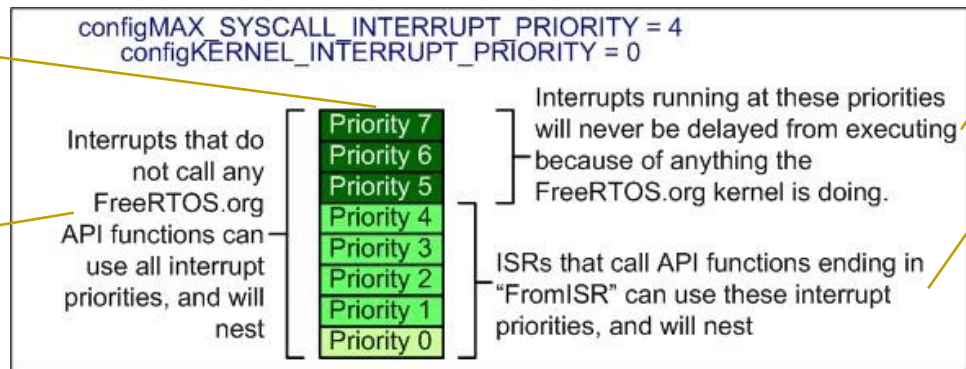 configMAX_SYSCALL_INTERRUPT_PRIORITY = 4
configKERNEL_INTERRUPT_PRIORITY = 0
Interrupts that do
not call any
FreeRTOS.org
API functions can
use all interrupt
priorities, and will
nest
Priority 7
Priority 6
Priority 5
Priority 4
Priority 3
Priority 2
Priority 1
Priority 0
Interrupts running at these priorities
will never be delayed from executing
because of anything the
FreeRTOS.org kernel is doing.
ISRs that call API functions ending in
"FromISR" can use these interrupt
priorities, and will nest